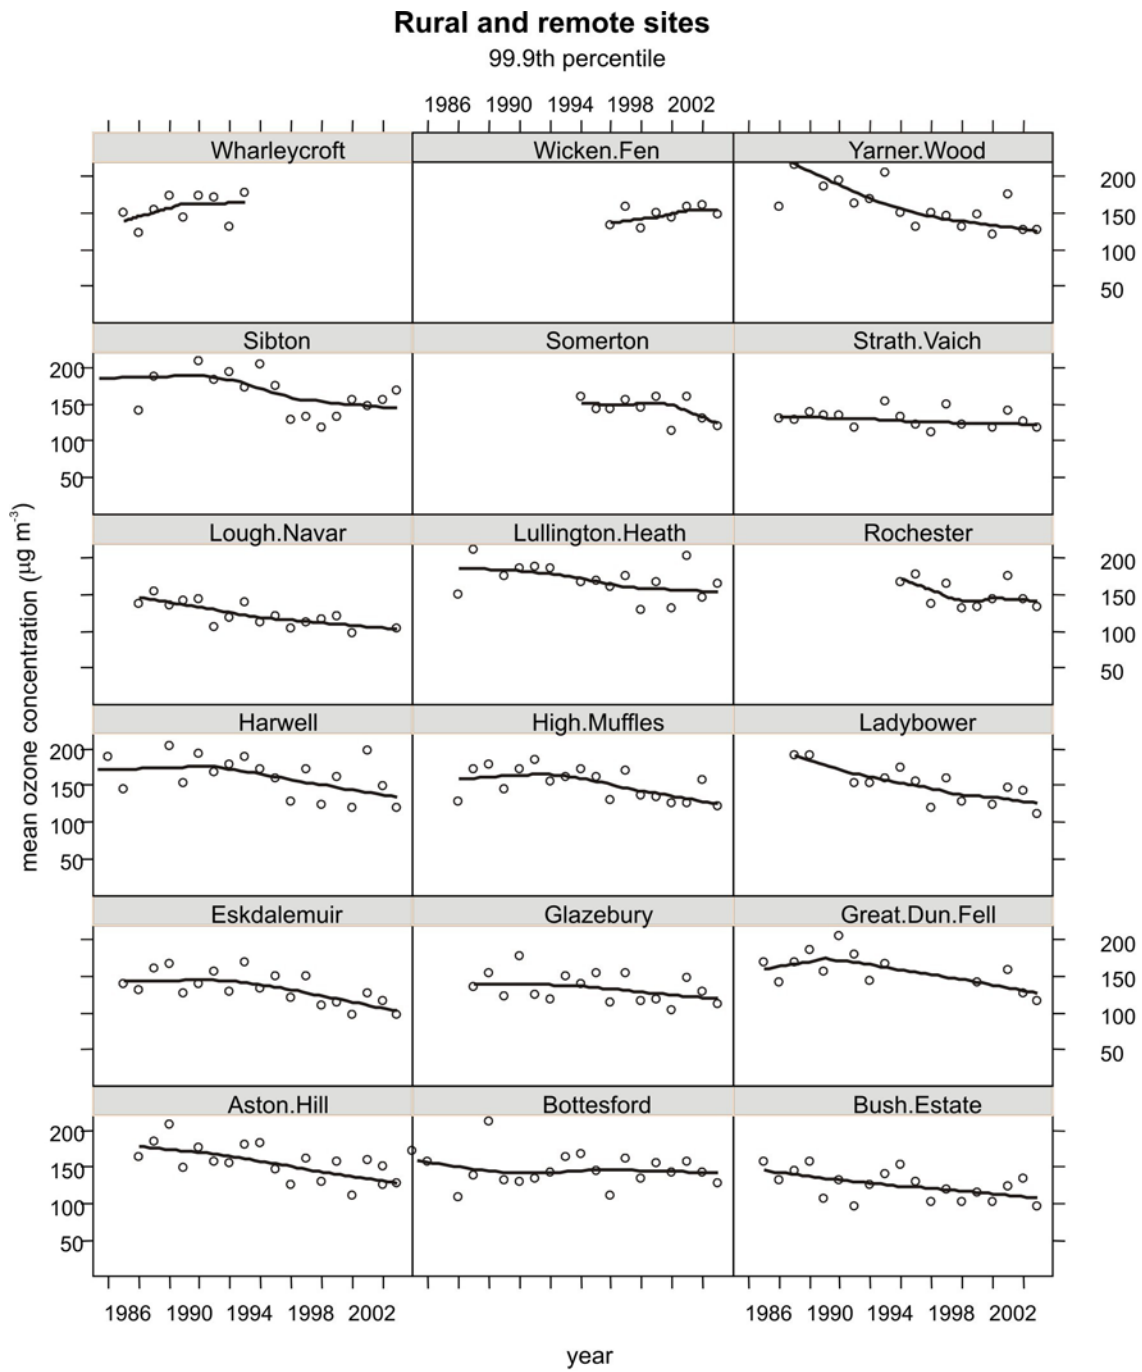 Rural and remote sites
99.9th percentile
1986 1990 1994 1998 2002
Wharleycroft Wicken.Fen Yarner.Wood
200
150
100
50
Sibton Somerton Strath.Vaich
200
150
100
50
Lough.Navar Lullington.Heath Rochester
200
150
100
50
Harwell High.Muffles Ladybower
200
150
100
50
Eskdalemuir Glazebury Great.Dun.Fell
200
150
100
50
Aston.Hill Bottesford Bush.Estate
200
150
100
50
mean ozone concentration (µg m⁻³)
1986 1990 1994 1998 2002 1986 1990 1994 1998 2002
year